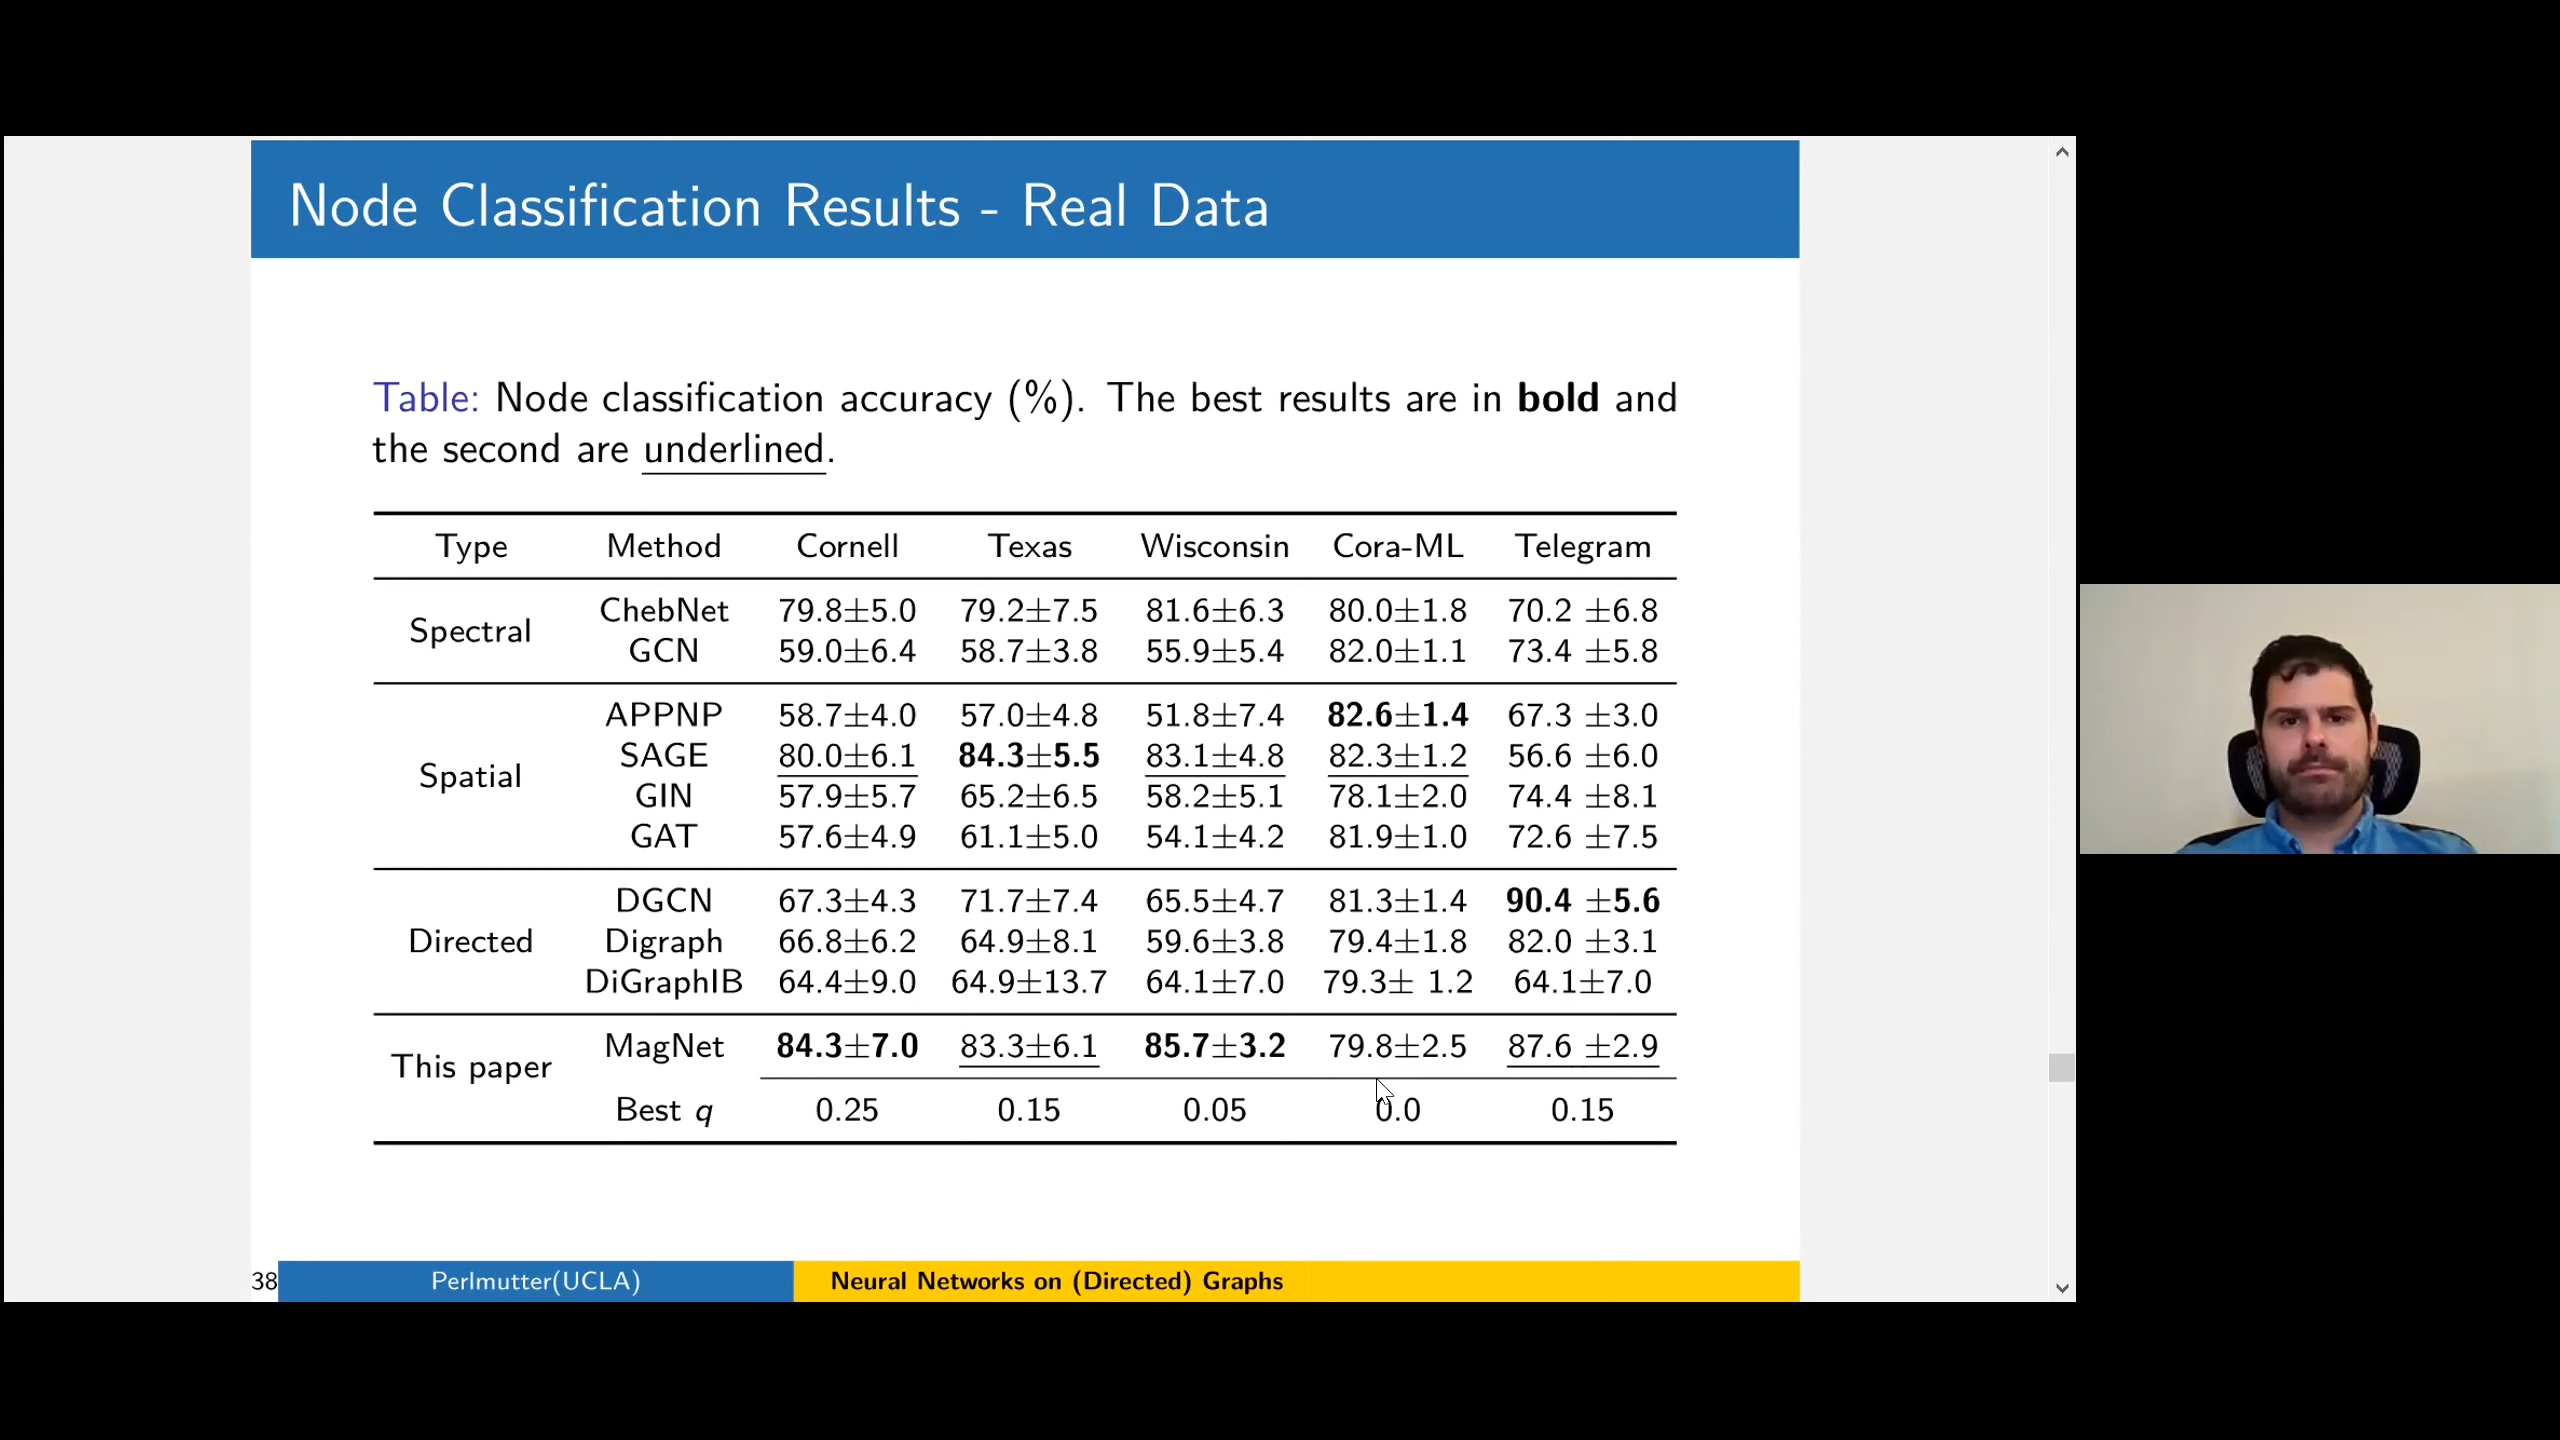 Node Classification Results - Real Data
Table: Node classification accuracy (%). The best results are in bold and
the second are underlined.
Type Method Cornell Texas Wisconsin Cora-ML Telegram
Spectral
ChebNet 79.8±5.0 79.2±7.5 81.6±6.3 80.0±1.8 70.2 ±6.8
GCN 59.0±6.4 58.7±3.8 55.9±5.4 82.0±1.1 73.4 ±5.8
Spatial
APPNP 58.7±4.0 57.0±4.8 51.8±7.4 82.6±1.4 67.3 ±3.0
SAGE 80.0±6.1 84.3±5.5 83.1±4.8 82.3±1.2 56.6 ±6.0
GIN 57.9±5.7 65.2±6.5 58.2±5.1 78.1±2.0 74.4 ±8.1
GAT 57.6±4.9 61.1±5.0 54.1±4.2 81.9±1.0 72.6 ±7.5
Directed
DGCN 67.3±4.3 71.7±7.4 65.5±4.7 81.3±1.4 90.4 ±5.6
Digraph 66.8±6.2 64.9±8.1 59.6±3.8 79.4±1.8 82.0 ±3.1
DiGraphIB 64.4±9.0 64.9±13.7 64.1±7.0 79.3± 1.2 64.1±7.0
This paper
MagNet 84.3±7.0 83.3±6.1 85.7±3.2 79.8±2.5 87.6 ±2.9
Best q 0.25 0.15 0.05 0.0 0.15
38 Perlmutter(UCLA) Neural Networks on (Directed) Graphs